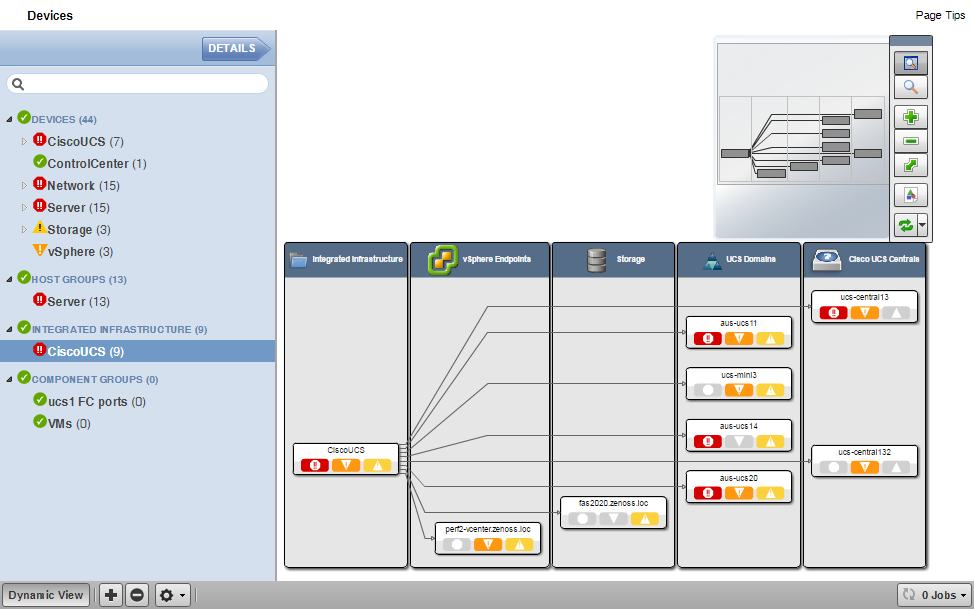 Devices
Page Tips
DETAILS
DEVICES (44)
CiscoUCS (7)
ControlCenter (1)
Network (15)
Server (15)
Storage (3)
vSphere (3)
HOST GROUPS (13)
Server (13)
INTEGRATED INFRASTRUCTURE (9)
CiscoUCS (9)
COMPONENT GROUPS (0)
ucs1 FC ports (0)
VMs (0)
Integrated Infrastructure
vSphere Endpoints
Storage
UCS Domains
Cisco UCS Centrals
ucs-central13
aus-ucs11
ucs-mini3
aus-ucs14
CiscoUCS
ucs-central132
aus-ucs20
fas2020.zenoss.loc
perf2-vcenter.zenoss.loc
Dynamic View
0 Jobs